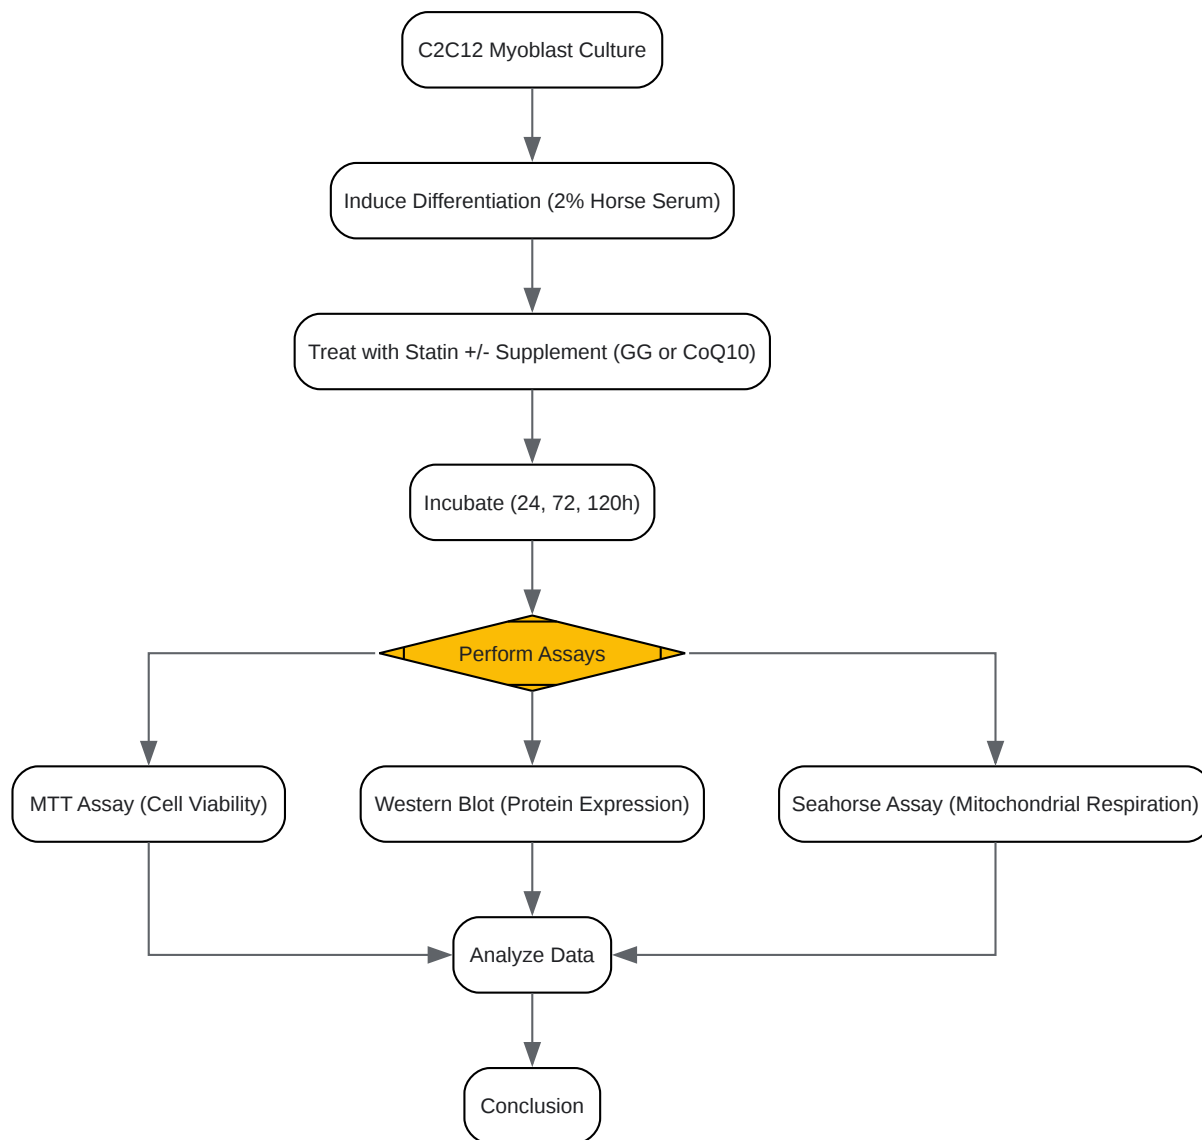 C2C12 Myoblast Culture
Induce Differentiation (2% Horse Serum)
Treat with Statin +/- Supplement (GG or CoQ10)
Incubate (24, 72, 120h)
Perform Assays
MTT Assay (Cell Viability)
Western Blot (Protein Expression)
Seahorse Assay (Mitochondrial Respiration)
Analyze Data
Conclusion